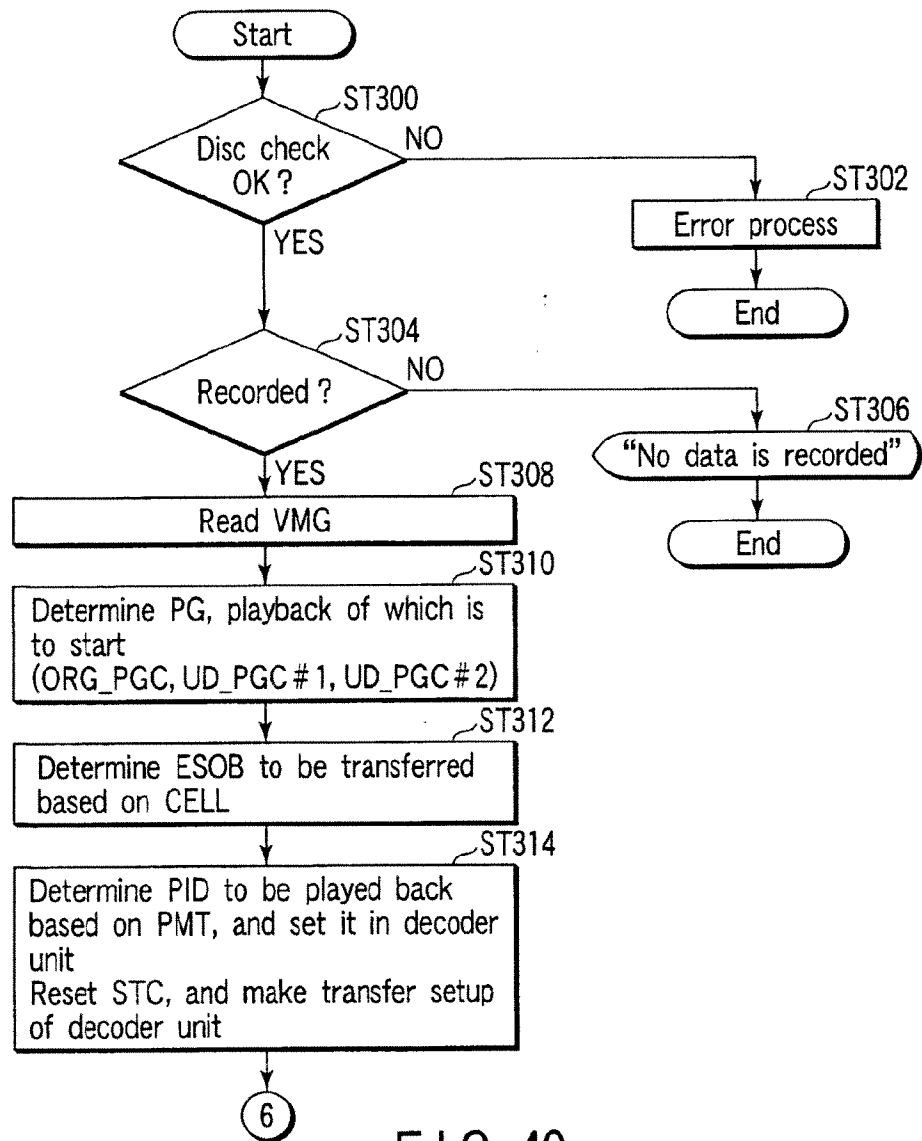 Start
ST300
Disc check
OK ?
NO
YES
ST302
Error process
End
ST304
Recorded ?
NO
YES
ST306
“No data is recorded”
End
ST308
Read VMG
ST310
Determine PG, playback of which is
to start
(ORG_PGC, UD_PGC#1, UD_PGC#2)
ST312
Determine ESOB to be transferred
based on CELL
ST314
Determine PID to be played back
based on PMT, and set it in decoder
unit
Reset STC, and make transfer setup
of decoder unit
6